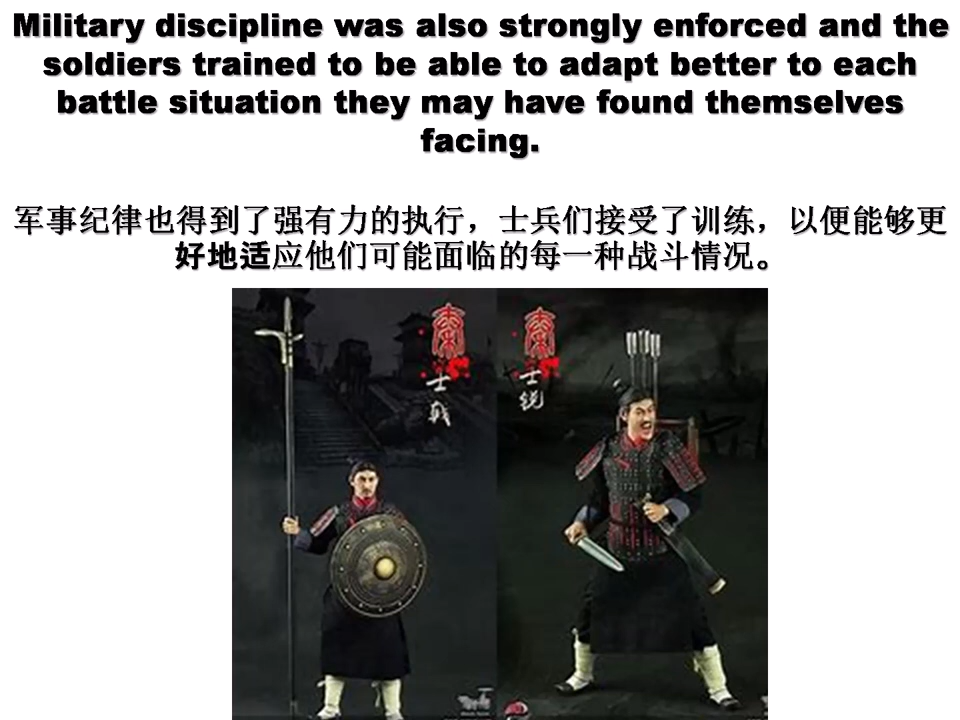 Military discipline was also strongly enforced and the
soldiers trained to be able to adapt better to each
battle situation they may have found themselves
facing.
军事纪律也得到了强有力的执行，士兵们接受了训练，以便能够更
好地适应他们可能面临的每一种战斗情况。
秦
士戟
秦
士锐